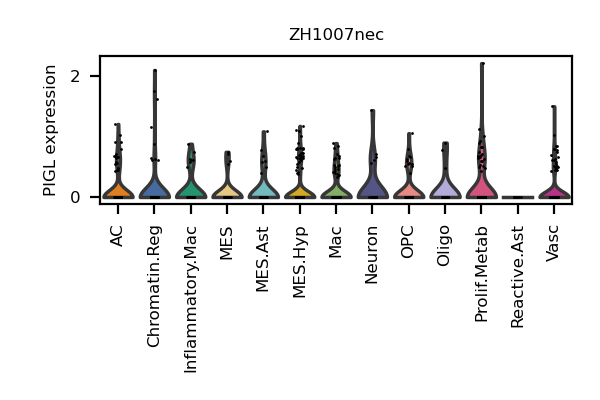 ZH1007nec
PIGL expression
2
0
AC
Chromatin.Reg
Inflammatory.Mac
MES
MES.Ast
MES.Hyp
Mac
Neuron
OPC
Oligo
Prolif.Metab
Reactive.Ast
Vasc